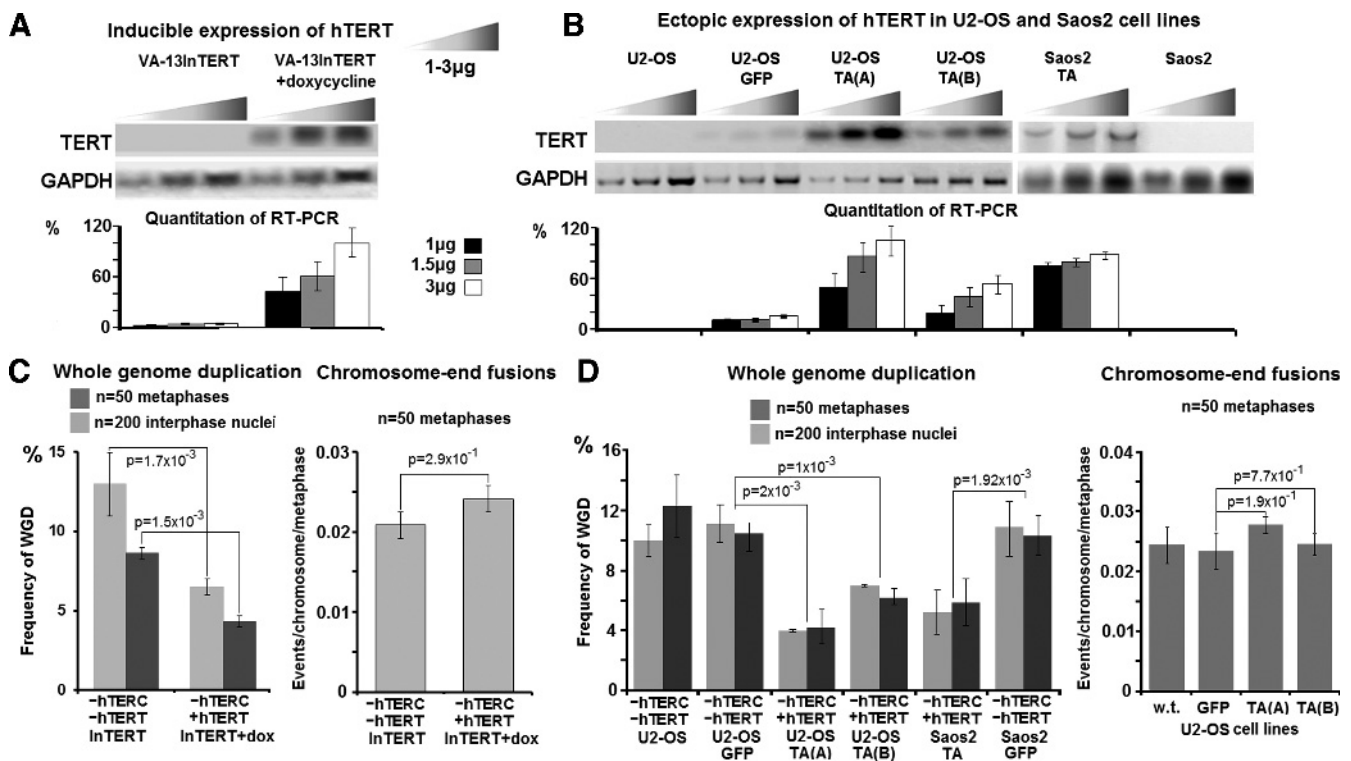 A
Inducible expression of hTERT
VA-13InTERT
VA-13InTERT
+doxycycline
1-3µg
TERT
GAPDH
Quantitation of RT-PCR
%
120
60
0
1µg
1.5µg
3µg
B
Ectopic expression of hTERT in U2-OS and Saos2 cell lines
U2-OS
U2-OS
GFP
U2-OS
TA(A)
U2-OS
TA(B)
Saos2
TA
Saos2
TERT
GAPDH
Quantitation of RT-PCR
%
120
80
40
0
C
Whole genome duplication
n=50 metaphases
n=200 interphase nuclei
%
Frequency of WGD
15
10
5
0
p=1.7x10-3
p=1.5x10-3
−hTERC
−hTERT
InTERT
−hTERC
+hTERT
InTERT+dox
Chromosome-end fusions
n=50 metaphases
Events/chromosome/metaphase
0.03
0.02
0.01
0
p=2.9x10-1
−hTERC
−hTERT
InTERT
−hTERC
+hTERT
InTERT+dox
D
Whole genome duplication
n=50 metaphases
n=200 interphase nuclei
%
Frequency of WGD
16
12
8
4
0
p=1x10-3
p=2x10-3
p=1.92x10-3
−hTERC
−hTERT
U2-OS
−hTERC
−hTERT
U2-OS
GFP
−hTERC
+hTERT
U2-OS
TA(A)
−hTERC
+hTERT
U2-OS
TA(B)
−hTERC
+hTERT
Saos2
TA
−hTERC
−hTERT
Saos2
GFP
Chromosome-end fusions
n=50 metaphases
Events/chromosome/metaphase
0.04
0.03
0.02
0.01
0
p=7.7x10-1
p=1.9x10-1
w.t. GFP TA(A) TA(B)
U2-OS cell lines